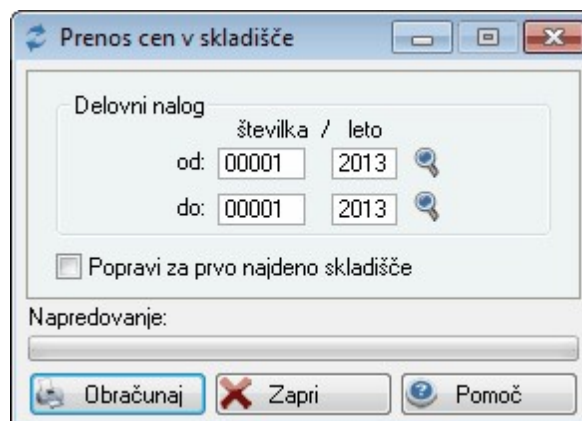 Prenos cen v skladišče
Delovni nalog
številka / leto
od: 00001 2013
do: 00001 2013
Popravi za prvo najdeno skladišče
Napredovanje:
Obračunaj Zapri Pomoč